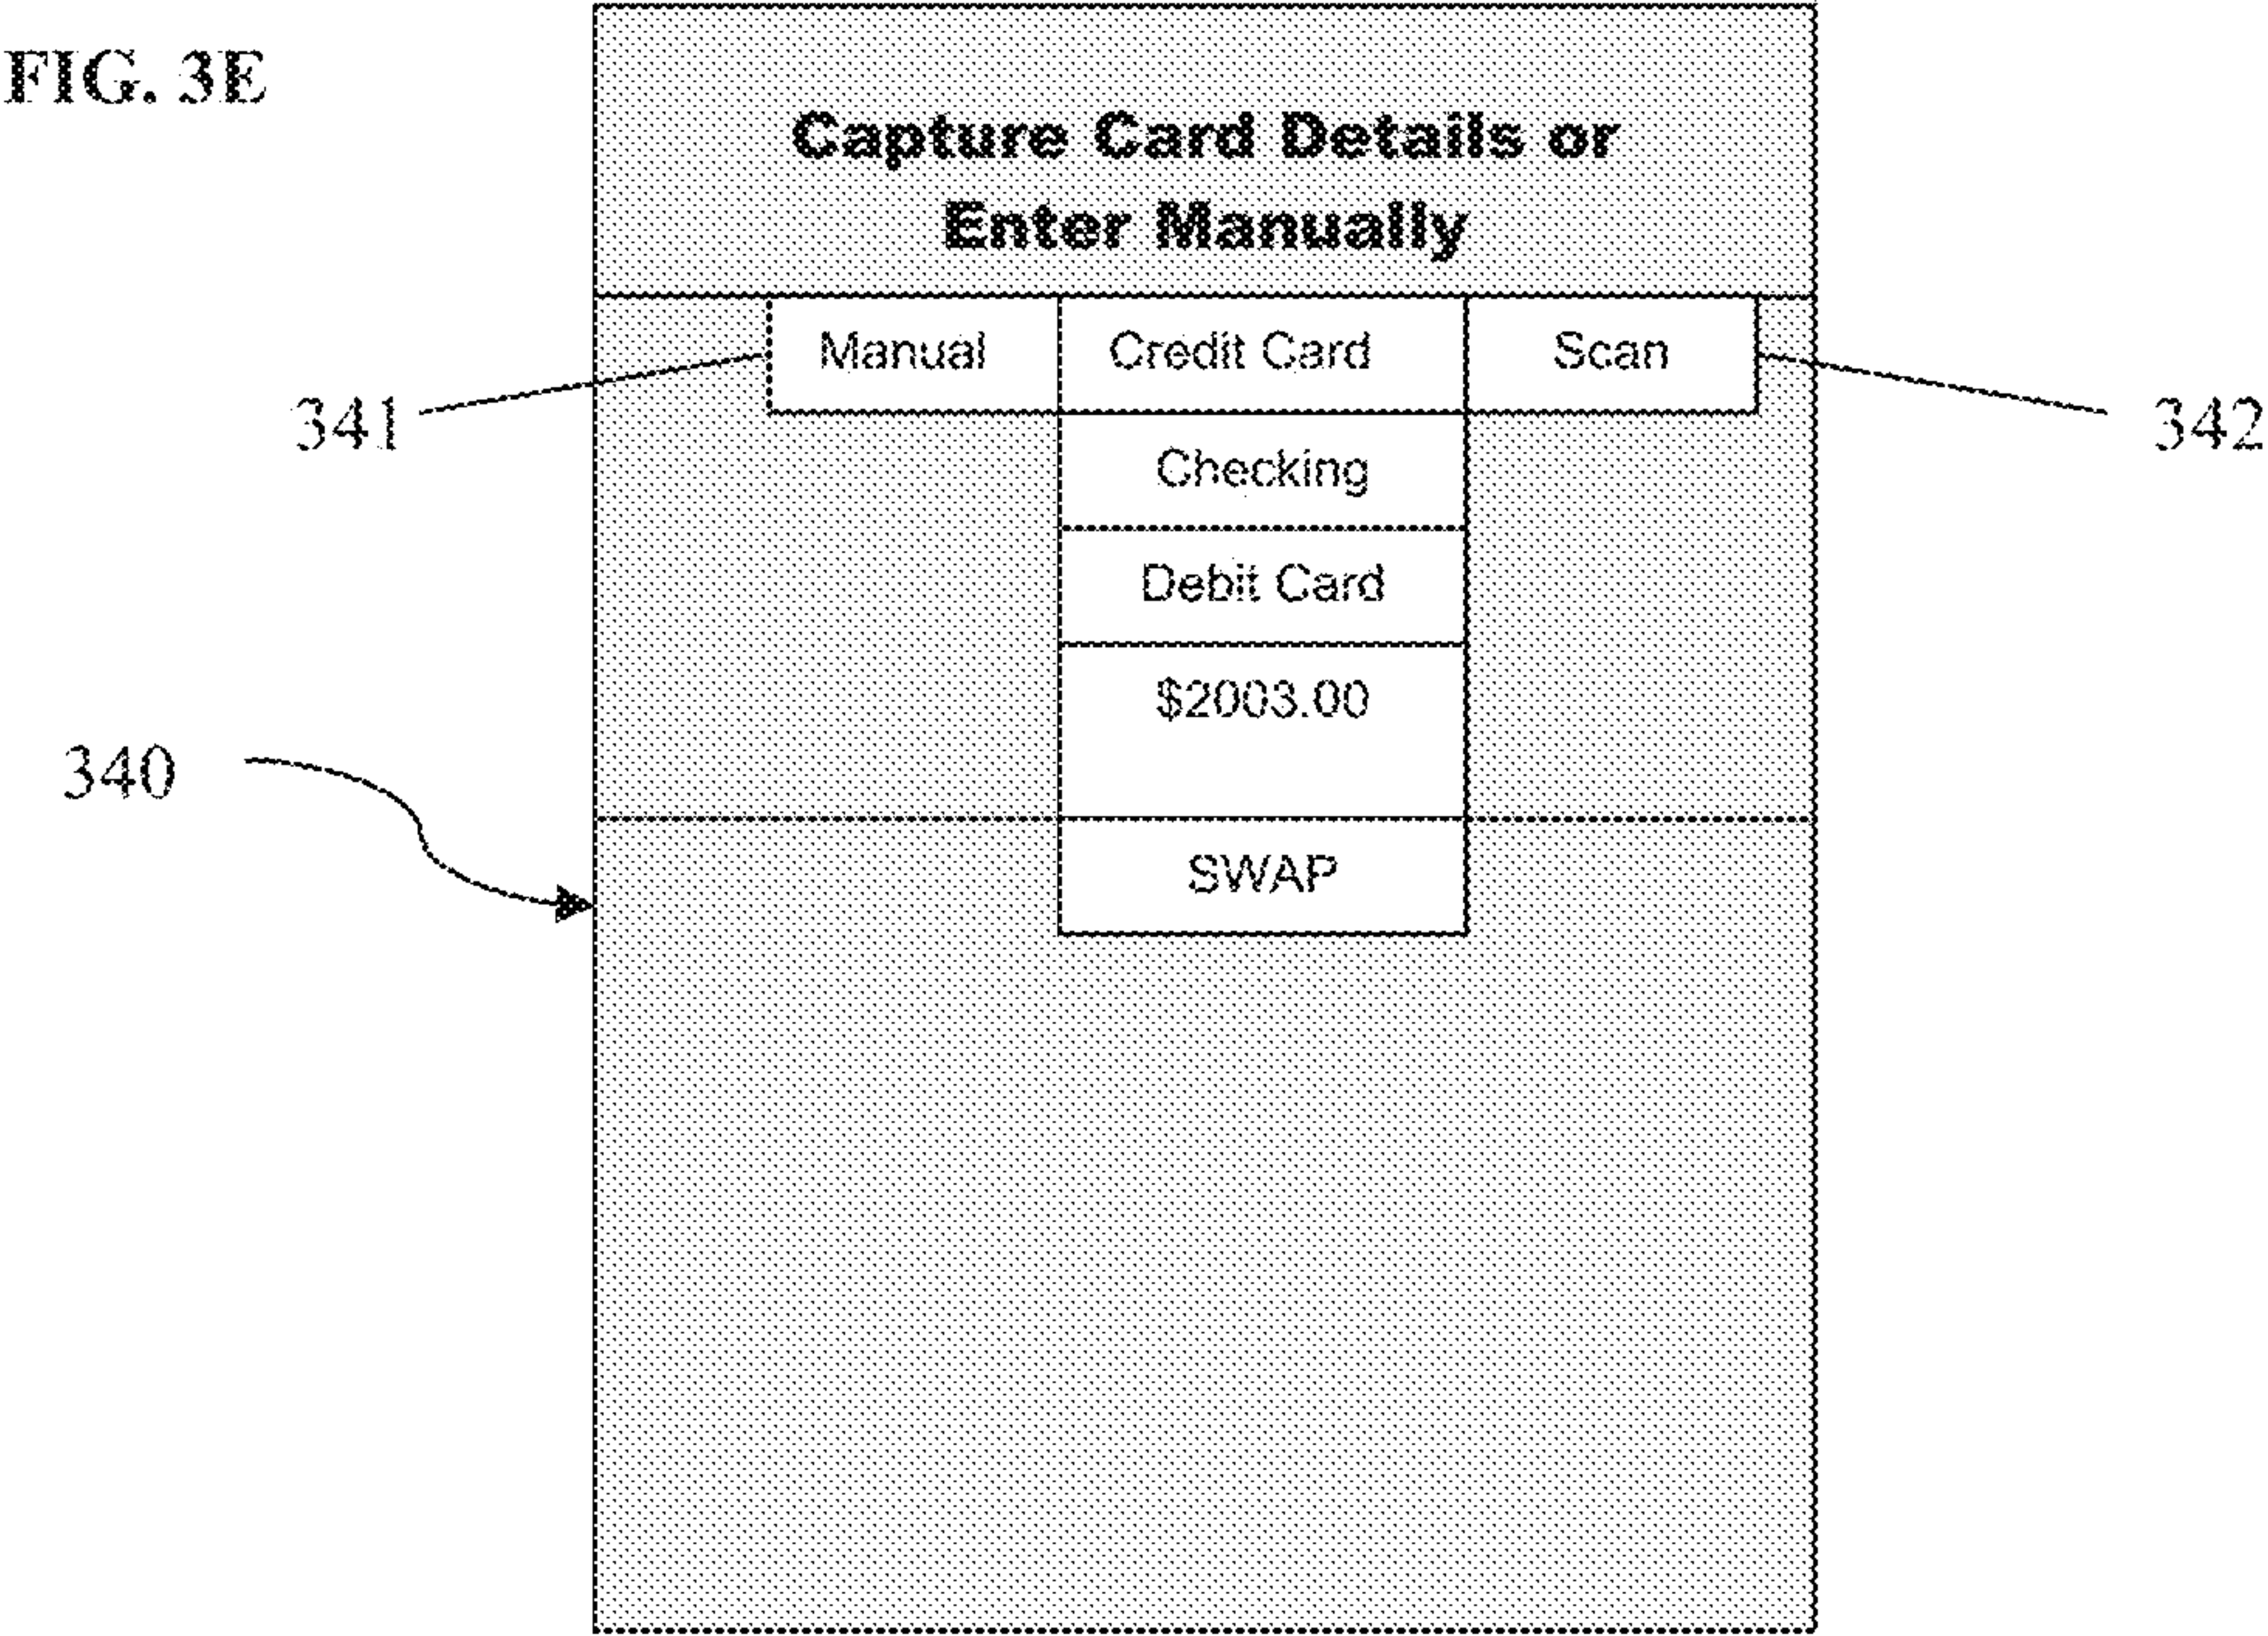 FIG. 3E
Capture Card Details or
Enter Manually
Manual Credit Card Scan
341
342
Checking
Debit Card
$2003.00
340
SWAP